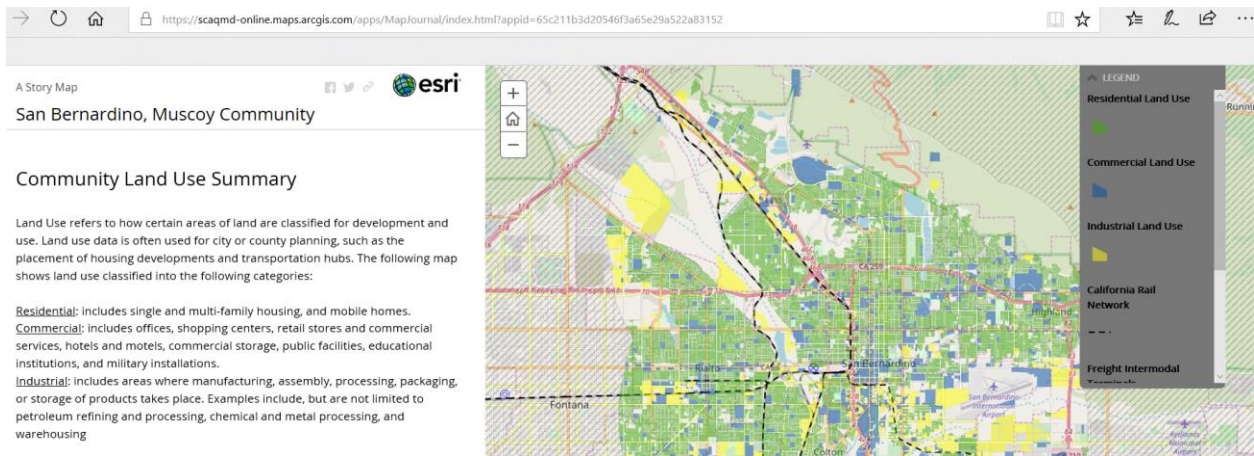 https://scaqmd-online.maps.arcgis.com/apps/MapJournal/index.html?appid=65c211b3d20546f3a65e29a522a83152
A Story Map
esri
San Bernardino, Muscoy Community
Community Land Use Summary
Land Use refers to how certain areas of land are classified for development and
use. Land use data is often used for city or county planning, such as the
placement of housing developments and transportation hubs. The following map
shows land use classified into the following categories:
Residential: includes single and multi-family housing, and mobile homes.
Commercial: includes offices, shopping centers, retail stores and commercial
services, hotels and motels, commercial storage, public facilities, educational
institutions, and military installations.
Industrial: includes areas where manufacturing, assembly, processing, packaging,
or storage of products takes place. Examples include, but are not limited to
petroleum refining and processing, chemical and metal processing, and
warehousing
CA 259
Highland
Rialto
San Bernardino
Fontana
San Bernardino
International
Airport
Colton
Redlands
Municipal
Airport
LEGEND
Residential Land Use
Commercial Land Use
Industrial Land Use
California Rail
Network
Freight Intermodal
Terminals